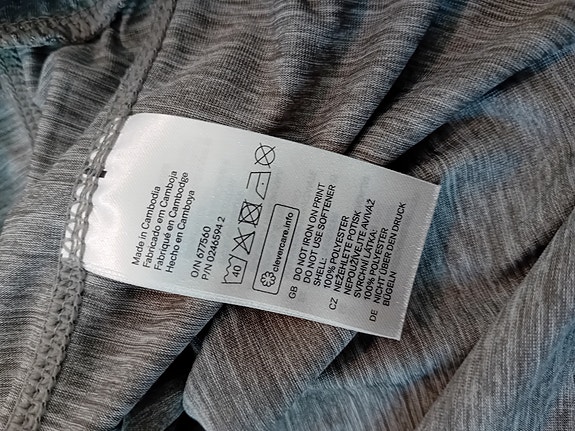 Made in Cambodia
Fabricado em Camboja
Fabriqué en Cambodge
Hecho en Camboya
O/N 677560
P/N 0246594 2
40
clevercare.info
GB DO NOT IRON ON PRINT
DO NOT USE SOFTENER
SHELL:
100% POLYESTER
CZ NEŽEHLETE POTISK
NEPOUŽÍVEJTE AVIVÁŽ
SVRCHNÍ LÁTKA:
100% POLYESTER
DE NICHT ÜBER DEN DRUCK
BÜGELN